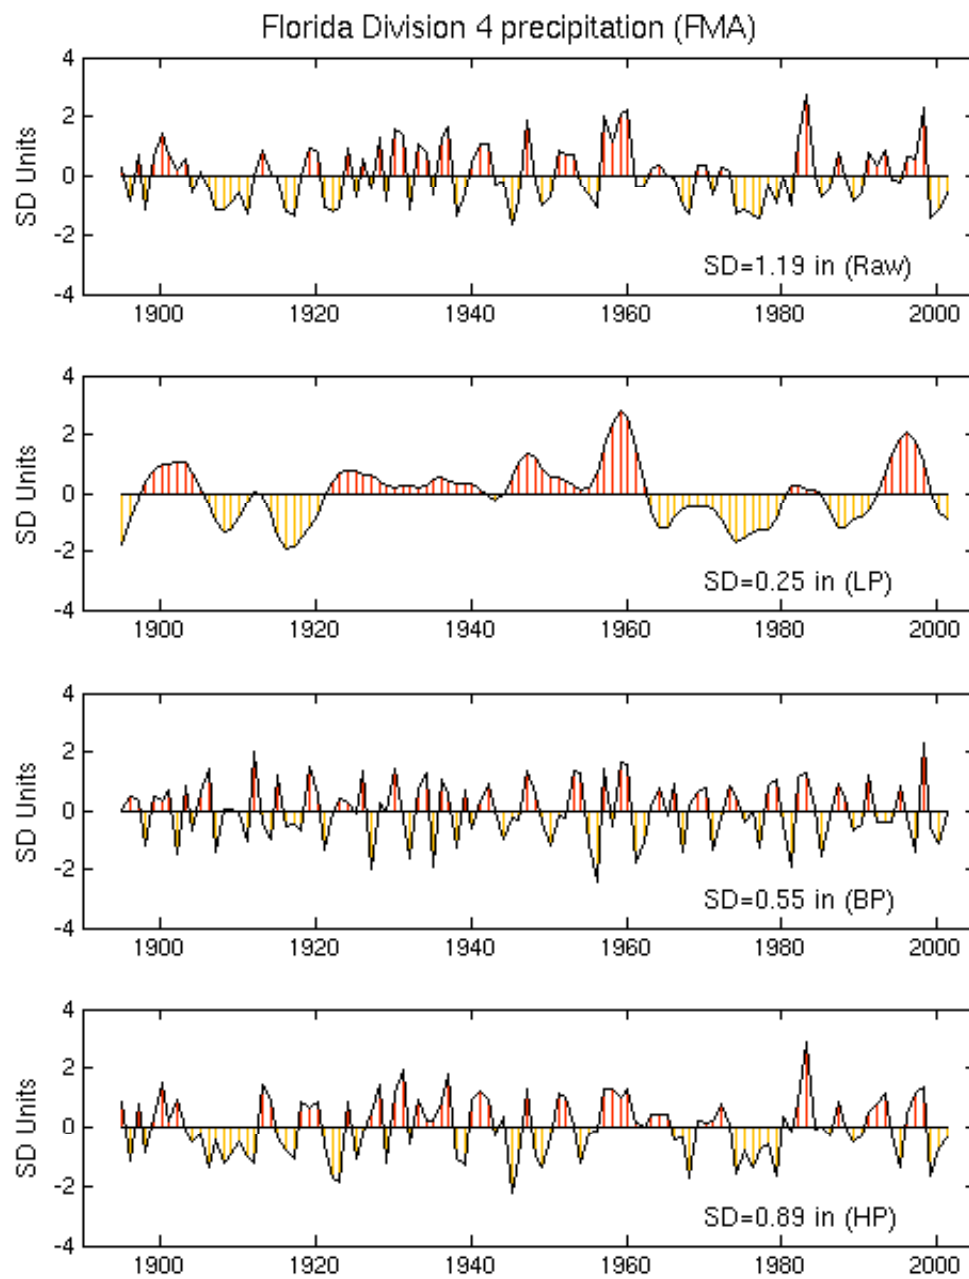 Florida Division 4 precipitation (FMA)
4
2
0
-2
-4
SD Units
SD=1.19 in (Raw)
1900 1920 1940 1960 1980 2000
4
2
0
-2
-4
SD Units
SD=0.25 in (LP)
1900 1920 1940 1960 1980 2000
4
2
0
-2
-4
SD Units
SD=0.55 in (BP)
1900 1920 1940 1960 1980 2000
4
2
0
-2
-4
SD Units
SD=0.89 in (HP)
1900 1920 1940 1960 1980 2000